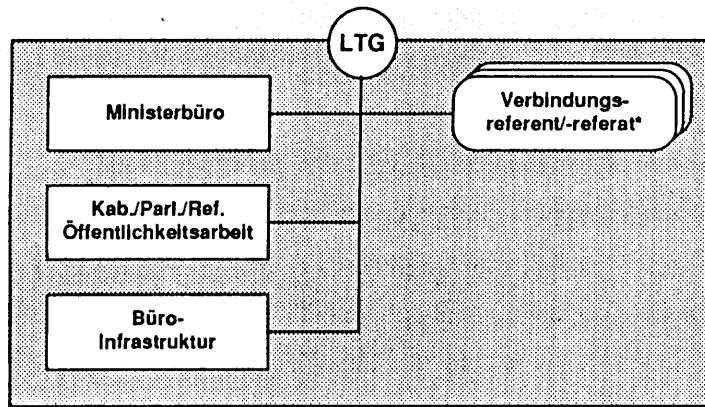 LTG
Ministerbüro
Verbindungs-
referent/-referat*
Kab./Parl./Ref.
Öffentlichkeitsarbeit
Büro-
Infrastruktur